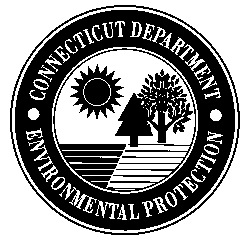 CONNECTICUT DEPARTMENT
ENVIRONMENTAL PROTECTION